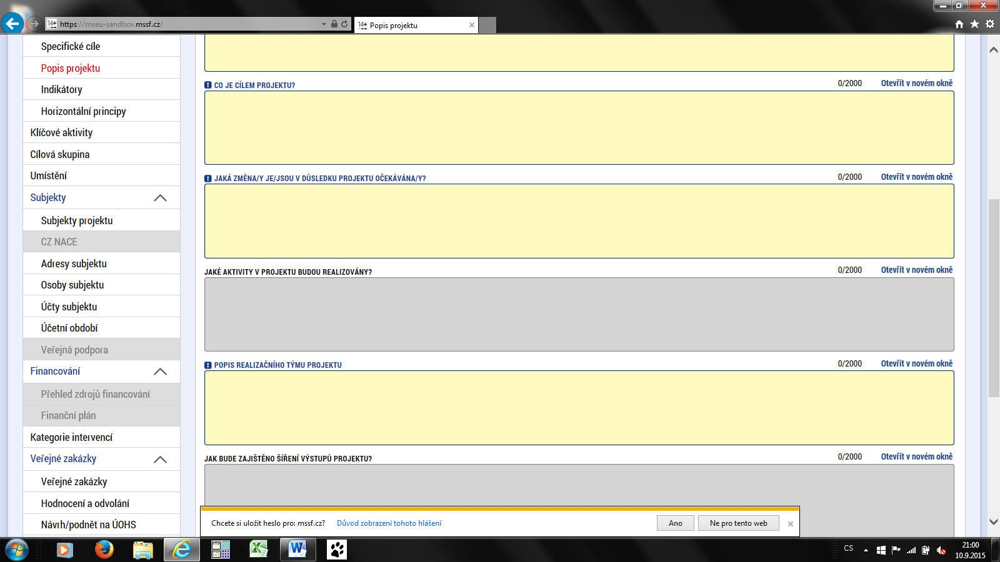 https://mseu-sandbox.mssf.cz/
14+ Popis projektu
Specifické cíle
Popis projektu
Indikátory
Horizontální principy
Klíčové aktivity
Cílová skupina
Umístění
Subjekty
Subjekty projektu
CZ NACE
Adresy subjektu
Osoby subjektu
Účty subjektu
Účetní období
Veřejná podpora
Financování
Přehled zdrojů financování
Finanční plán
Kategorie intervencí
Veřejné zakázky
Veřejné zakázky
Hodnocení a odvolání
Návrh/podnět na ÚOHS
CO JE CÍLEM PROJEKTU? 0/2000 Otevřít v novém okně
JAKÁ ZMĚNA/Y JE/JSOU V DŮSLEDKU PROJEKTU OČEKÁVÁNA/Y? 0/2000 Otevřít v novém okně
JAKÉ AKTIVITY V PROJEKTU BUDOU REALIZOVÁNY? 0/2000 Otevřít v novém okně
POPIS REALIZAČNÍHO TÝMU PROJEKTU 0/2000 Otevřít v novém okně
JAK BUDE ZAJIŠTĚNO ŠÍŘENÍ VÝSTUPŮ PROJEKTU? 0/2000 Otevřít v novém okně
Chcete si uložit heslo pro: mssf.cz? Důvod zobrazení tohoto hlášení Ano Ne pro tento web
CS
21:00
10.9.2015